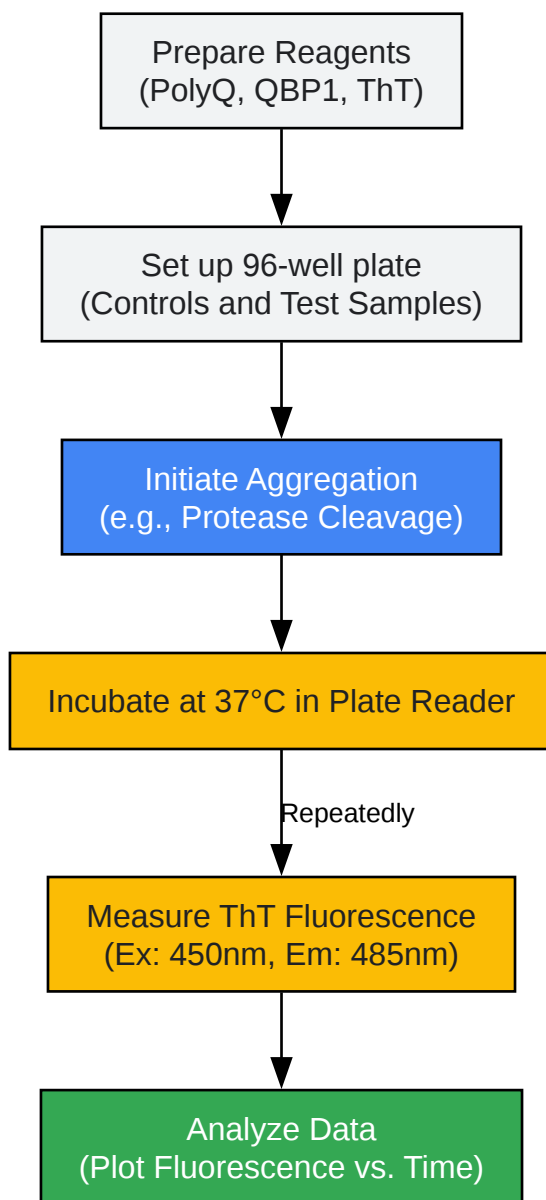 Prepare Reagents
(PolyQ, QBP1, ThT)
Set up 96-well plate
(Controls and Test Samples)
Initiate Aggregation
(e.g., Protease Cleavage)
Incubate at 37°C in Plate Reader
Repeatedly
Measure ThT Fluorescence
(Ex: 450nm, Em: 485nm)
Analyze Data
(Plot Fluorescence vs. Time)